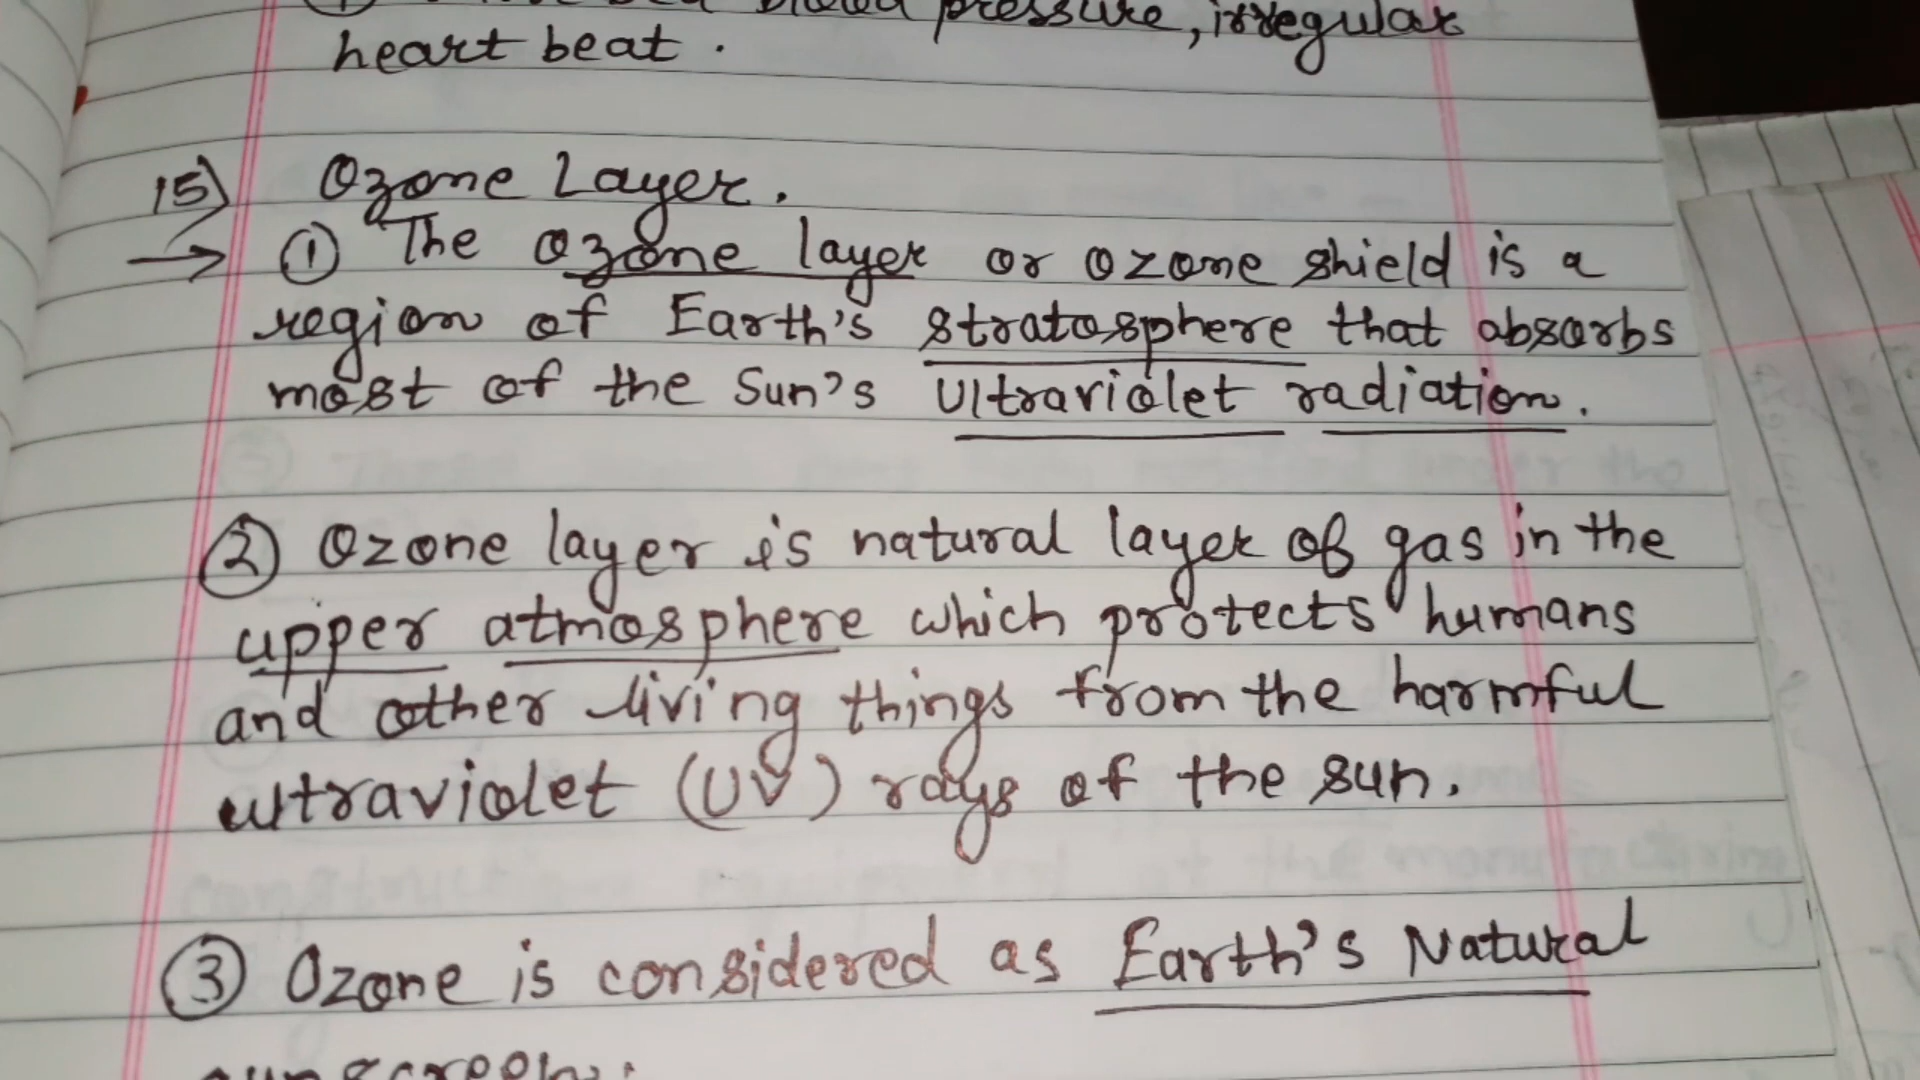 pressure, irregular
heart beat.
15) Ozone Layer.
→ ① The ozone layer or ozone shield is a
region of Earth's stratosphere that absorbs
most of the Sun's Ultraviolet radiation.
② Ozone layer is natural layer of gas in the
upper atmosphere which protects humans
and other living things from the harmful
ultraviolet (UV) rays of the sun.
③ Ozone is considered as Earth's Natural
sunscreen.